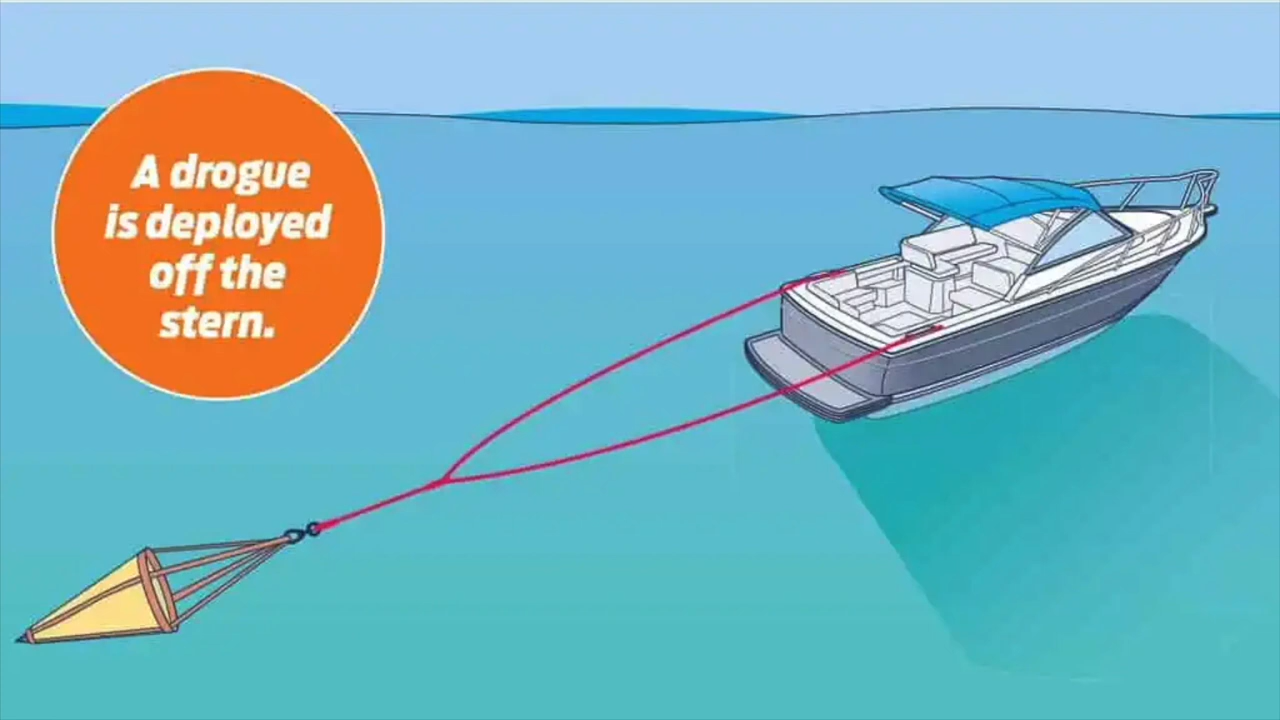 A drogue
is deployed
off the
stern.